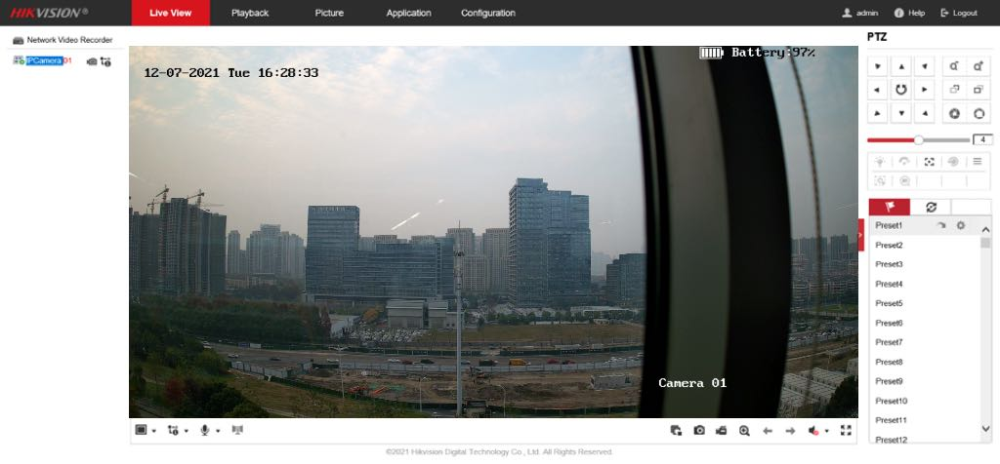 HIKVISION®
Live View
Playback
Picture
Application
Configuration
admin
Help
Logout
Network Video Recorder
IPCamera 01
12-07-2021 Tue 16:28:33
Battery:97%
Camera 01
PTZ
4
Preset1
Preset2
Preset3
Preset4
Preset5
Preset6
Preset7
Preset8
Preset9
Preset10
Preset11
Preset12
©2021 Hikvision Digital Technology Co., Ltd. All Rights Reserved.